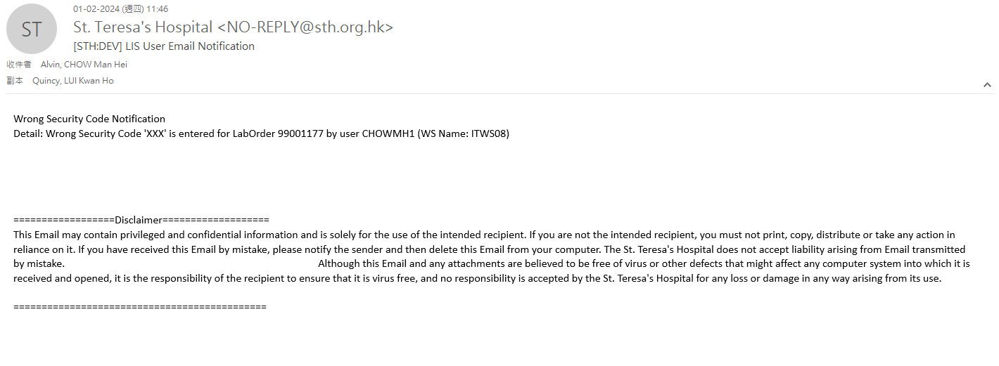 ST
01-02-2024 (週四) 11:46
St. Teresa's Hospital <NO-REPLY@sth.org.hk>
[STH:DEV] LIS User Email Notification
收件者 Alvin, CHOW Man Hei
副本 Quincy, LUI Kwan Ho
Wrong Security Code Notification
Detail: Wrong Security Code 'XXX' is entered for LabOrder 99001177 by user CHOWMH1 (WS Name: ITWS08)
==================Disclaimer===================
This Email may contain privileged and confidential information and is solely for the use of the intended recipient. If you are not the intended recipient, you must not print, copy, distribute or take any action in
reliance on it. If you have received this Email by mistake, please notify the sender and then delete this Email from your computer. The St. Teresa's Hospital does not accept liability arising from Email transmitted
by mistake. Although this Email and any attachments are believed to be free of virus or other defects that might affect any computer system into which it is
received and opened, it is the responsibility of the recipient to ensure that it is virus free, and no responsibility is accepted by the St. Teresa's Hospital for any loss or damage in any way arising from its use.
=============================================